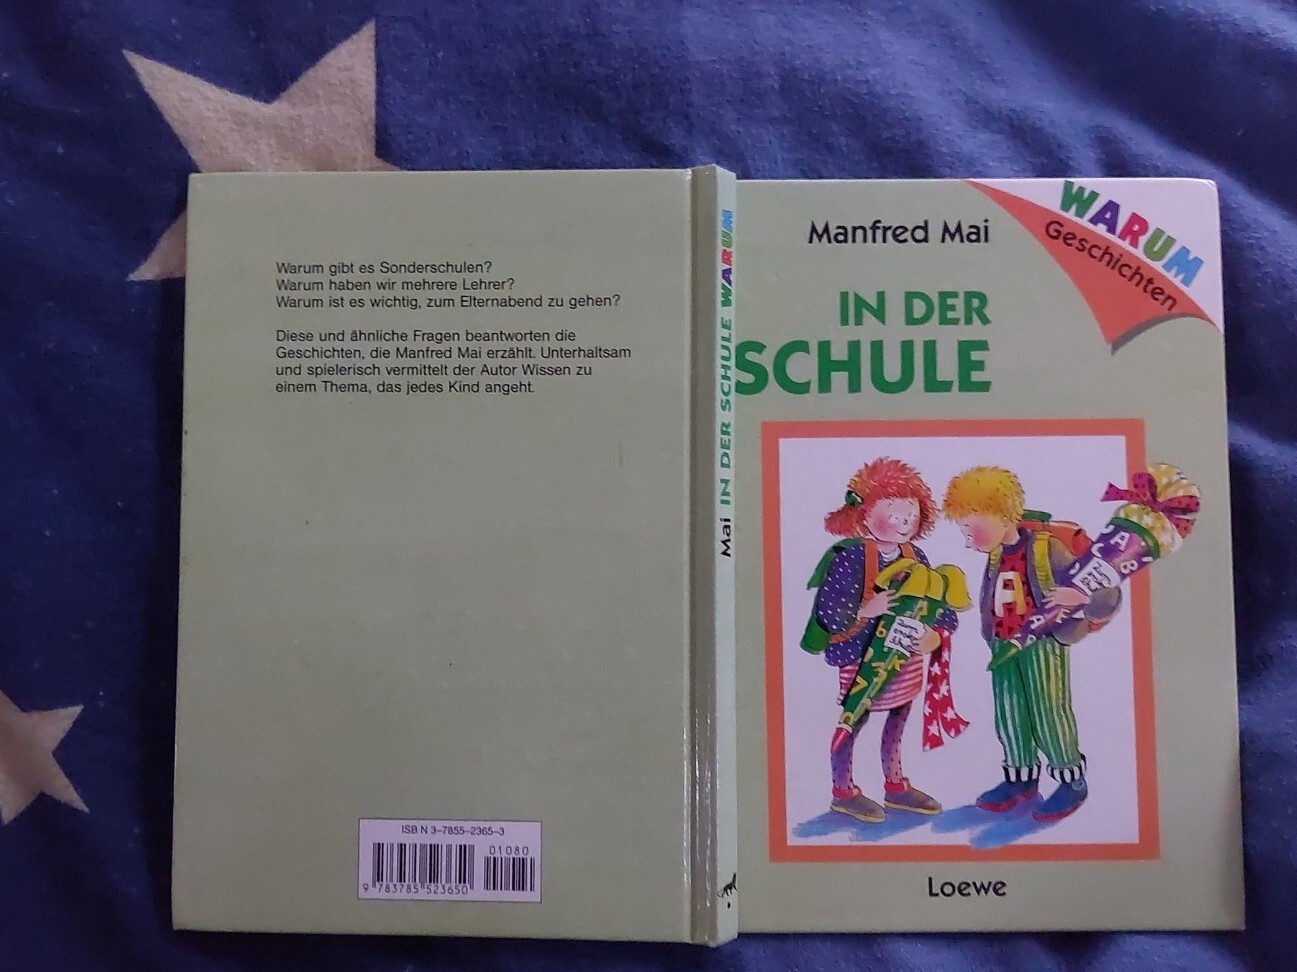 Warum gibt es Sonderschulen?
Warum haben wir mehrere Lehrer?
Warum ist es wichtig, zum Elternabend zu gehen?
Diese und ähnliche Fragen beantworten die
Geschichten, die Manfred Mai erzählt. Unterhaltsam
und spielerisch vermittelt der Autor Wissen zu
einem Thema, das jedes Kind angeht.
ISBN 3-7855-2365-3
01080
9 783785 523650
Mai IN DER SCHULE WARUM
Manfred Mai
WARUM
Geschichten
IN DER
SCHULE
A
Loewe